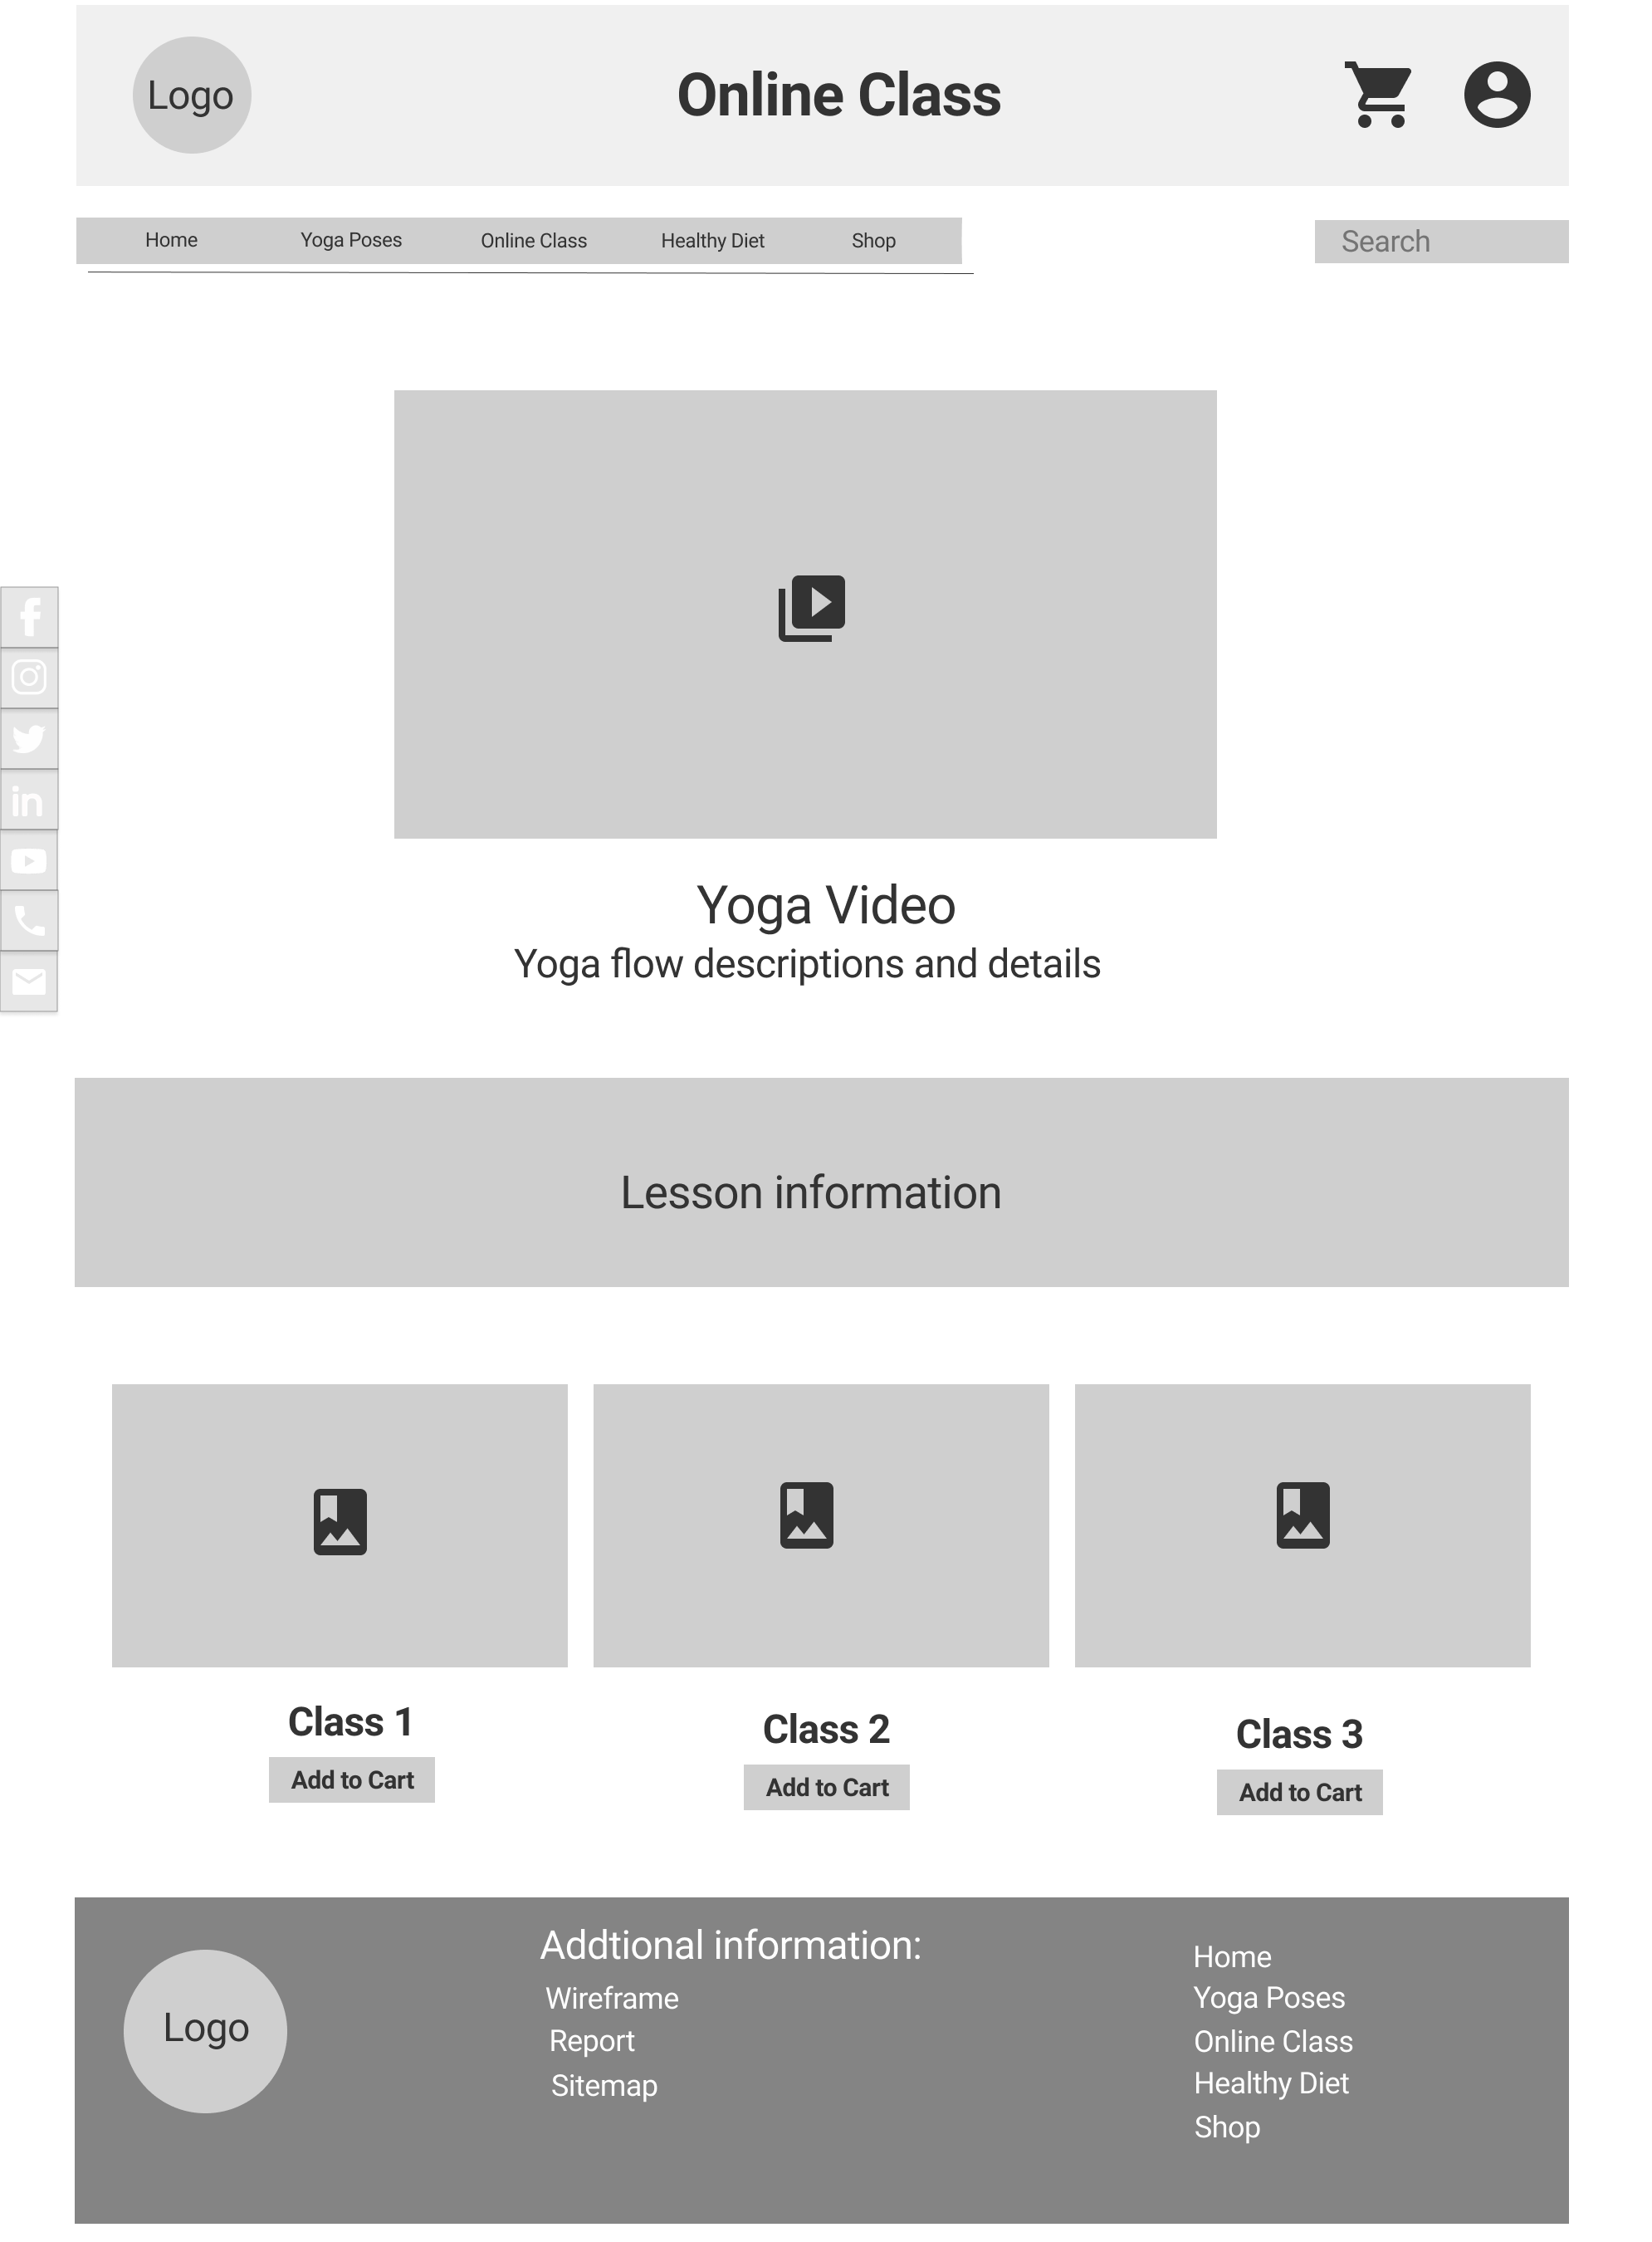 Logo
Online Class
Home Yoga Poses Online Class Healthy Diet Shop
Search
f
in
Yoga Video
Yoga flow descriptions and details
Lesson information
Class 1
Add to Cart
Class 2
Add to Cart
Class 3
Add to Cart
Logo
Addtional information:
Wireframe
Report
Sitemap
Home
Yoga Poses
Online Class
Healthy Diet
Shop